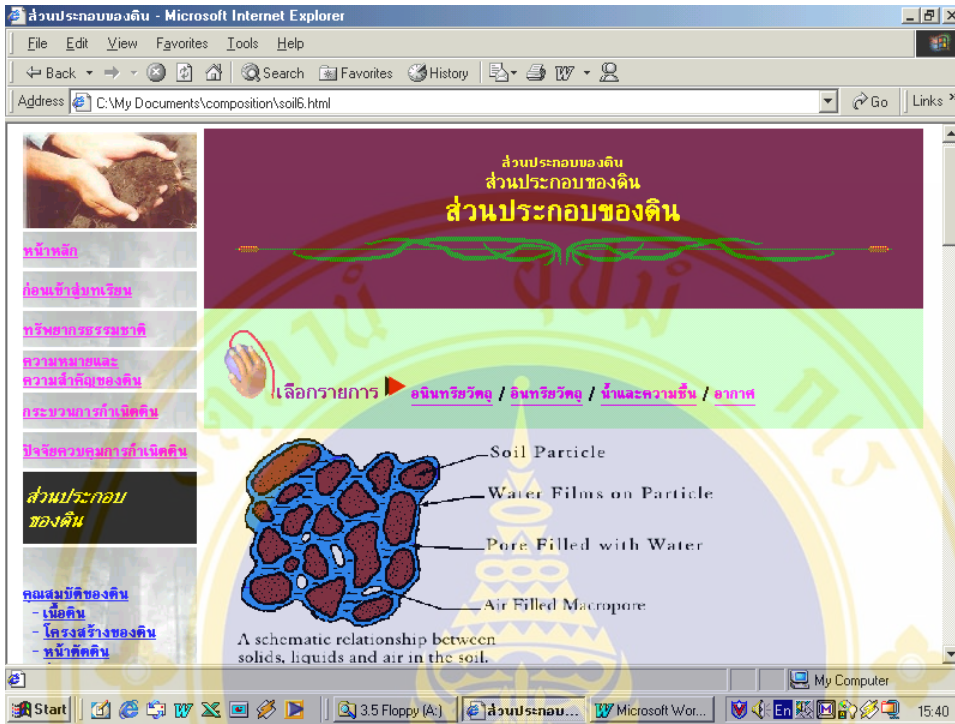 ส่วนประกอบของดิน - Microsoft Internet Explorer
File Edit View Favorites Tools Help
Back Search Favorites History
Address C:\My Documents\composition\soil6.html Go Links
ส่วนประกอบของดิน
ส่วนประกอบของดิน
ส่วนประกอบของดิน
หน้าหลัก
ก่อนเข้าสู่บทเรียน
ทรัพยากรธรรมชาติ
ความหมายและ
ความสำคัญของดิน
กระบวนการกำเนิดดิน
ปัจจัยควบคุมการกำเนิดดิน
ส่วนประกอบ
ของดิน
คุณสมบัติของดิน
- เนื้อดิน
- โครงสร้างของดิน
- หน้าตัดดิน
เลือกรายการ อนินทรียวัตถุ / อินทรียวัตถุ / น้ำและความชื้น / อากาศ
Soil Particle
Water Films on Particle
Pore Filled with Water
Air Filled Macropore
A schematic relationship between
solids, liquids and air in the soil.
My Computer
Start 3.5 Floppy (A:) ส่วนประกอบ... Microsoft Wor... En 15:40